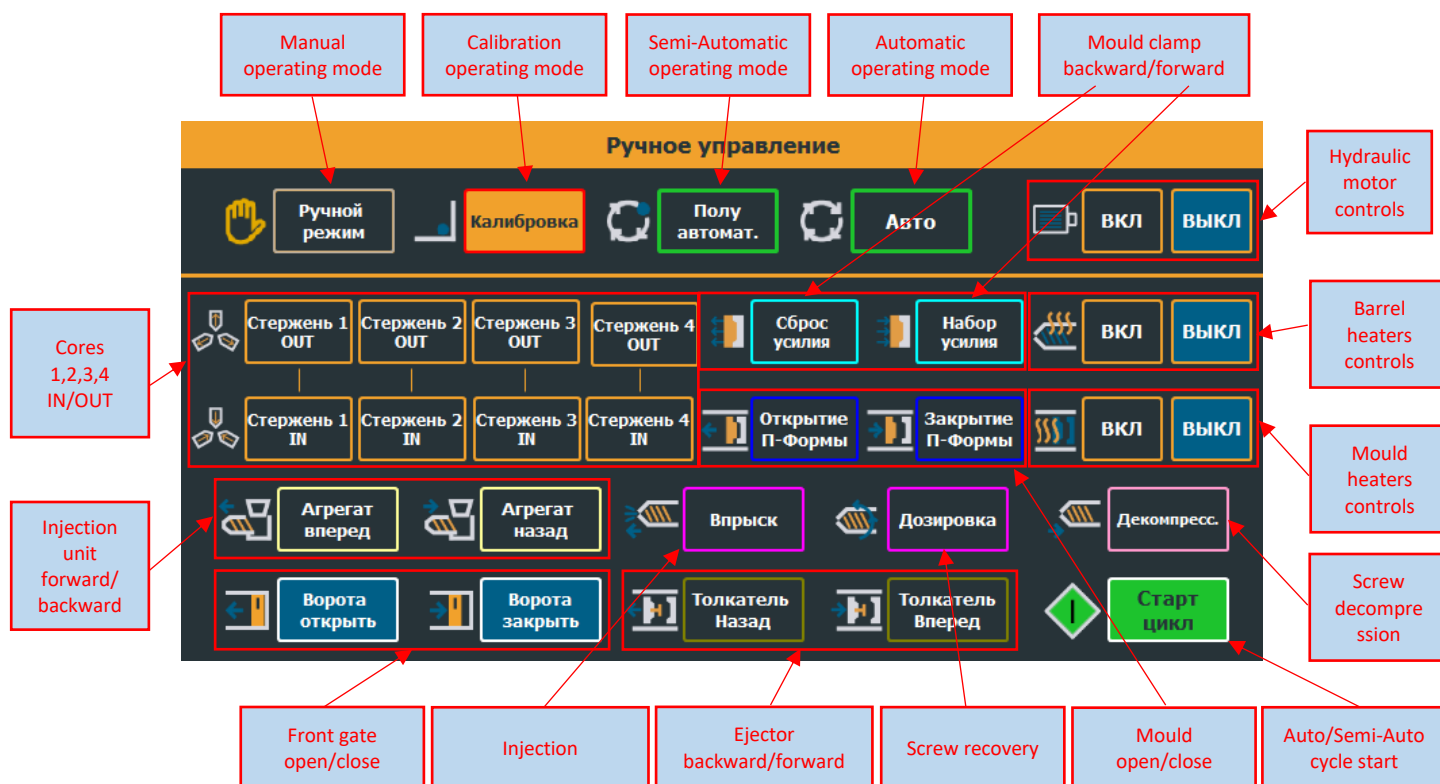 Manual
operating mode
Calibration
operating mode
Semi-Automatic
operating mode
Automatic
operating mode
Mould clamp
backward/forward
Ручное управление
Hydraulic
motor
controls
Ручной
режим
Калибровка
Полу
автомат.
Авто
ВКЛ
ВЫКЛ
Cores
1,2,3,4
IN/OUT
Стержень 1
OUT
Стержень 2
OUT
Стержень 3
OUT
Стержень 4
OUT
Сброс
усилия
Набор
усилия
ВКЛ
ВЫКЛ
Barrel
heaters
controls
Стержень 1
IN
Стержень 2
IN
Стержень 3
IN
Стержень 4
IN
Открытие
П-Формы
Закрытие
П-Формы
ВКЛ
ВЫКЛ
Mould
heaters
controls
Injection
unit
forward/
backward
Агрегат
вперед
Агрегат
назад
Впрыск
Дозировка
Декомпресс.
Screw
decompre
ssion
Ворота
открыть
Ворота
закрыть
Толкатель
Назад
Толкатель
Вперед
Старт
цикл
Front gate
open/close
Injection
Ejector
backward/forward
Screw recovery
Mould
open/close
Auto/Semi-Auto
cycle start